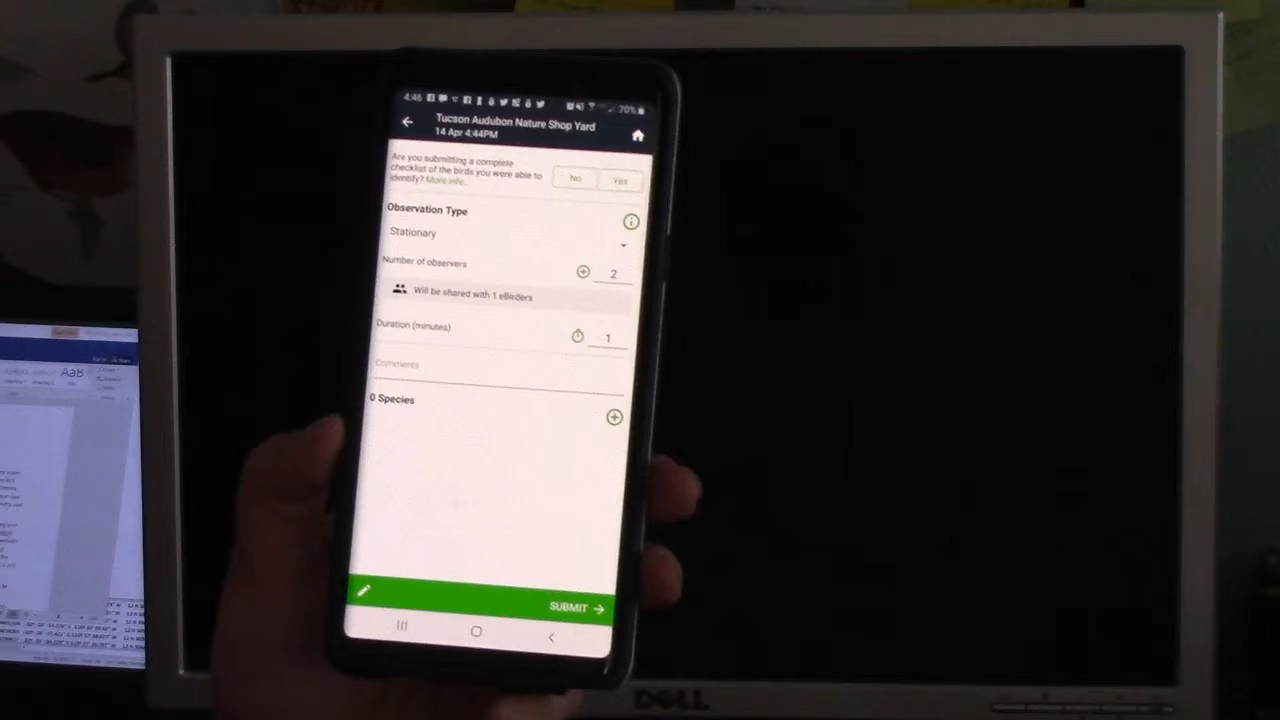 4:46
70%
Tucson Audubon Nature Shop Yard
14 Apr 4:44PM
Are you submitting a complete
checklist of the birds you were able to
identify? More info.
No
Yes
Observation Type
Stationary
Number of observers
2
Will be shared with 1 eBirders
Duration (minutes)
1
Comments
0 Species
SUBMIT
DELL
AaB